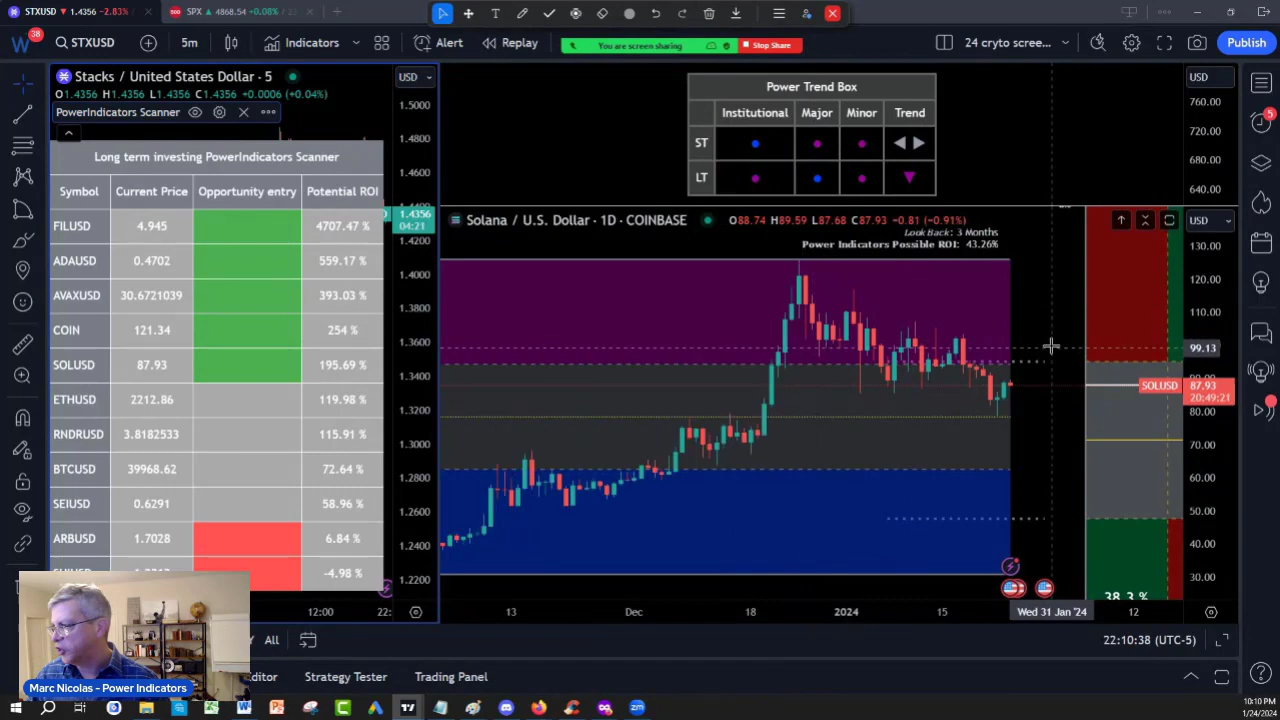 STXUSD ▲ 1.4356 −2.83%
SPX ▲ 4868.54 +0.08%
38
STXUSD
5m
Indicators
Alert
Replay
You are screen sharing
Stop Share
24 cryto scree...
Publish
Stacks / United States Dollar · 5
O1.4356 H1.4356 L1.4356 C1.4356 +0.0006 (+0.04%)
PowerIndicators Scanner
USD
Long term investing PowerIndicators Scanner
Symbol Current Price Opportunity entry Potential ROI
FILUSD 4.945 4707.47 %
ADAUSD 0.4702 559.17 %
AVAXUSD 30.6721039 393.03 %
COIN 121.34 254 %
SOLUSD 87.93 195.69 %
ETHUSD 2212.86 119.98 %
RNDRUSD 3.8182533 115.91 %
BTCUSD 39968.62 72.64 %
SEIUSD 0.6291 58.96 %
ARBUSD 1.7028 6.84 %
-4.98 %
1.5000
1.4800
1.4600
1.4356
04:21
1.4200
1.4000
1.3800
1.3600
1.3400
1.3200
1.3000
1.2800
1.2600
1.2400
1.2200
12:00 22:
Power Trend Box
Institutional Major Minor Trend
ST
LT
USD
760.00
720.00
680.00
640.00
Solana / U.S. Dollar · 1D · COINBASE
O88.74 H89.59 L87.68 C87.93 −0.81 (−0.91%)
Look Back: 3 Months
Power Indicators Possible ROI: 43.26%
USD
130.00
120.00
110.00
99.13
SOLUSD 87.93
20:49:21
80.00
70.00
60.00
50.00
40.00
30.00
38.3 %
13 Dec 18 2024 15 Wed 31 Jan '24 12
All
22:10:38 (UTC-5)
Strategy Tester
Trading Panel
5
Marc Nicolas - Power Indicators
10:10 PM
1/24/2024